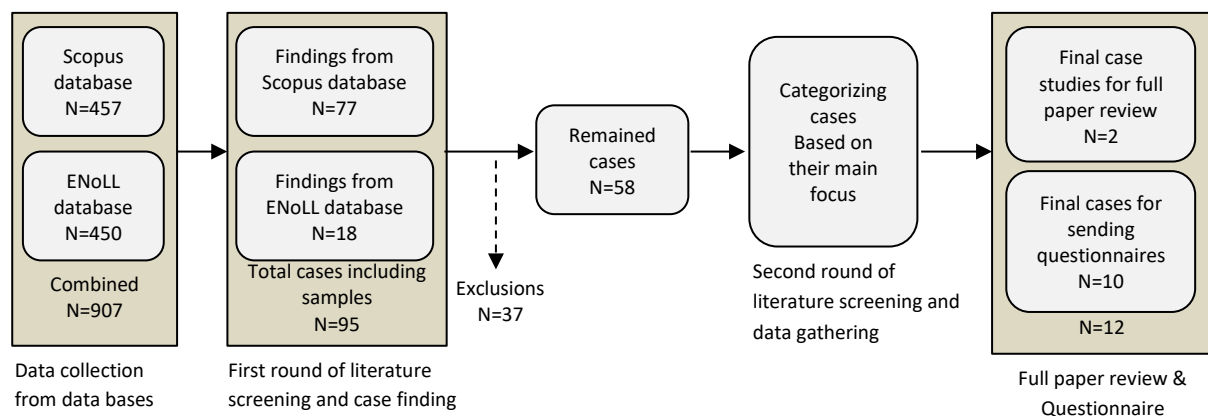 Scopus
database
N=457
ENoLL
database
N=450
Combined
N=907
Data collection
from data bases
Findings from
Scopus database
N=77
Findings from
ENoLL database
N=18
Total cases including
samples
N=95
First round of literature
screening and case finding
Exclusions
N=37
Remained
cases
N=58
Categorizing
cases
Based on
their main
focus
Second round of
literature screening and
data gathering
Final case
studies for full
paper review
N=2
Final cases for
sending
questionnaires
N=10
N=12
Full paper review &
Questionnaire